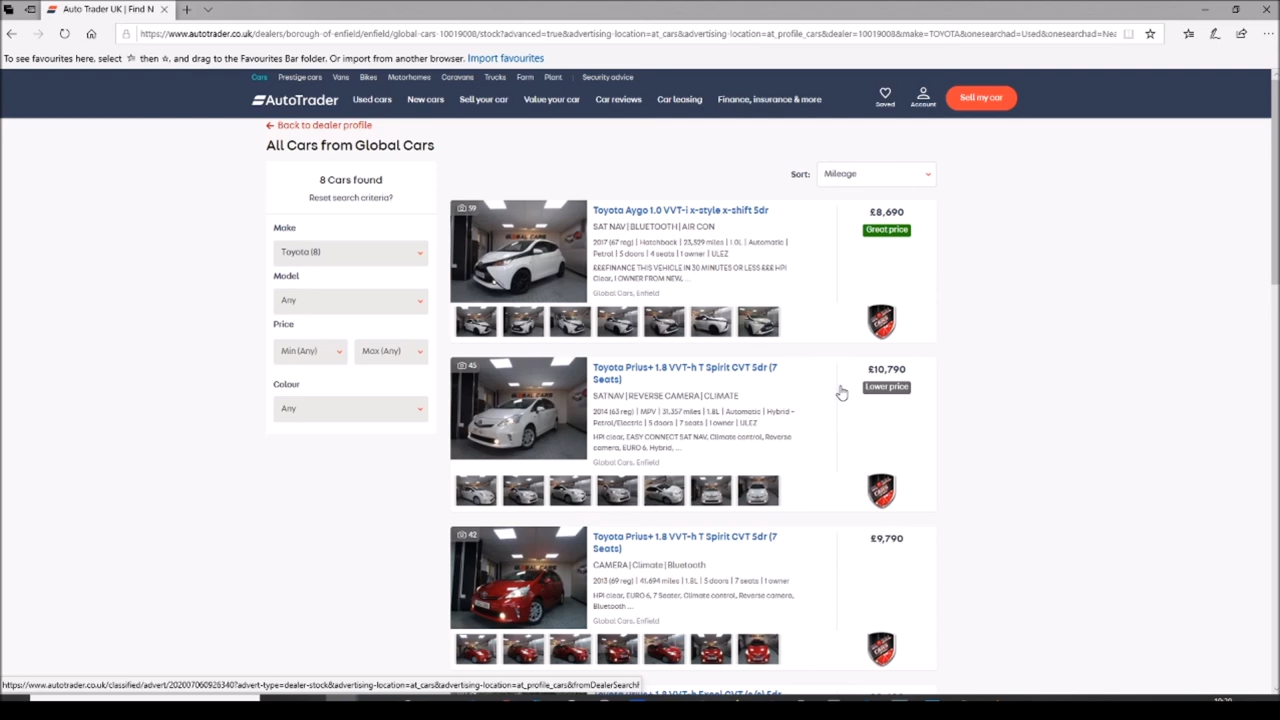 Auto Trader UK | Find N
https://www.autotrader.co.uk/dealers/borough-of-enfield/enfield/global-cars-10019008/stock?advanced=true&advertising-location=at_cars&advertising-location=at_profile_cars&dealer=10019008&make=TOYOTA&onesearchad=Used&onesearchad=Nea
To see favourites here, select ☆ then ☆, and drag to the Favourites Bar folder. Or import from another browser. Import favourites
Cars Prestige cars Vans Bikes Motorhomes Caravans Trucks Farm Plant Security advice
AutoTrader Used cars New cars Sell your car Value your car Car reviews Car leasing Finance, insurance & more Saved Account Sell my car
Back to dealer profile
All Cars from Global Cars
8 Cars found
Reset search criteria?
Make
Toyota (8)
Model
Any
Price
Min (Any) Max (Any)
Colour
Any
Sort: Mileage
39
Toyota Aygo 1.0 VVT-i x-style x-shift 5dr
£8,690
SAT NAV | BLUETOOTH | AIR CON
Great price
2017 (67 reg) | Hatchback | 23,529 miles | 1.0L | Automatic |
Petrol | 5 doors | 4 seats | 1 owner | ULEZ
£££FINANCE THIS VEHICLE IN 30 MINUTES OR LESS £££ HPI
Clear, 1 OWNER FROM NEW, ...
Global Cars, Enfield
45
Toyota Prius+ 1.8 VVT-h T Spirit CVT 5dr (7
Seats)
£10,790
Lower price
SATNAV | REVERSE CAMERA | CLIMATE
2014 (63 reg) | MPV | 31,357 miles | 1.8L | Automatic | Hybrid –
Petrol/Electric | 5 doors | 7 seats | 1 owner | ULEZ
HPI clear, EASY CONNECT SAT NAV, Climate control, Reverse
camera, EURO 6, Hybrid, ...
Global Cars, Enfield
42
Toyota Prius+ 1.8 VVT-h T Spirit CVT 5dr (7
Seats)
£9,790
CAMERA | Climate | Bluetooth
2013 (69 reg) | 41,694 miles | 1.8L | 5 doors | 7 seats | 1 owner
HPI clear, EURO 6, 7 Seater, Climate control, Reverse camera,
Bluetooth ...
Global Cars, Enfield
https://www.autotrader.co.uk/classified/advert/202007060926340?advert-type=dealer-stock&advertising-location=at_cars&advertising-location=at_profile_cars&fromDealerSearchR